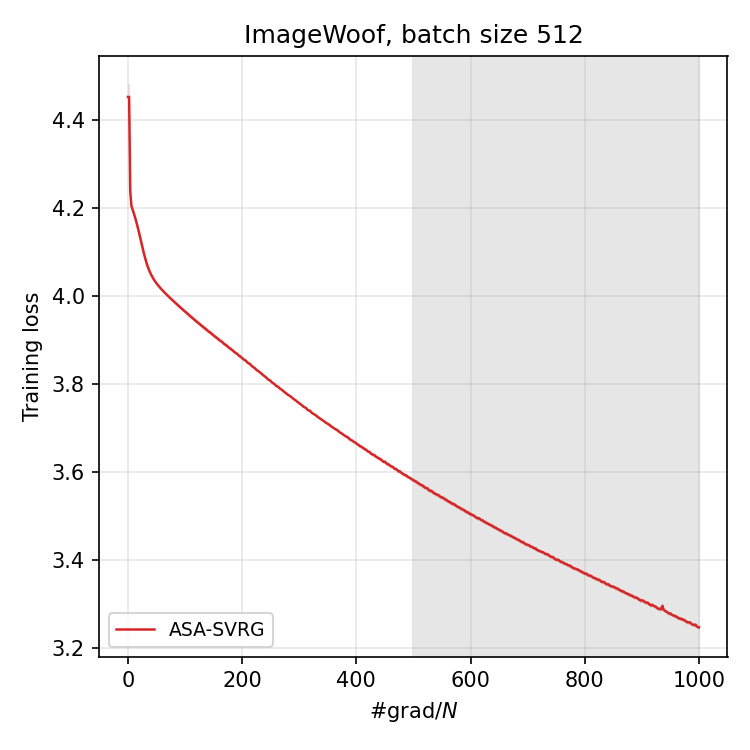 ImageWoof, batch size 512
Training loss
4.4
4.2
4.0
3.8
3.6
3.4
3.2
ASA-SVRG
0 200 400 600 800 1000
#grad/N